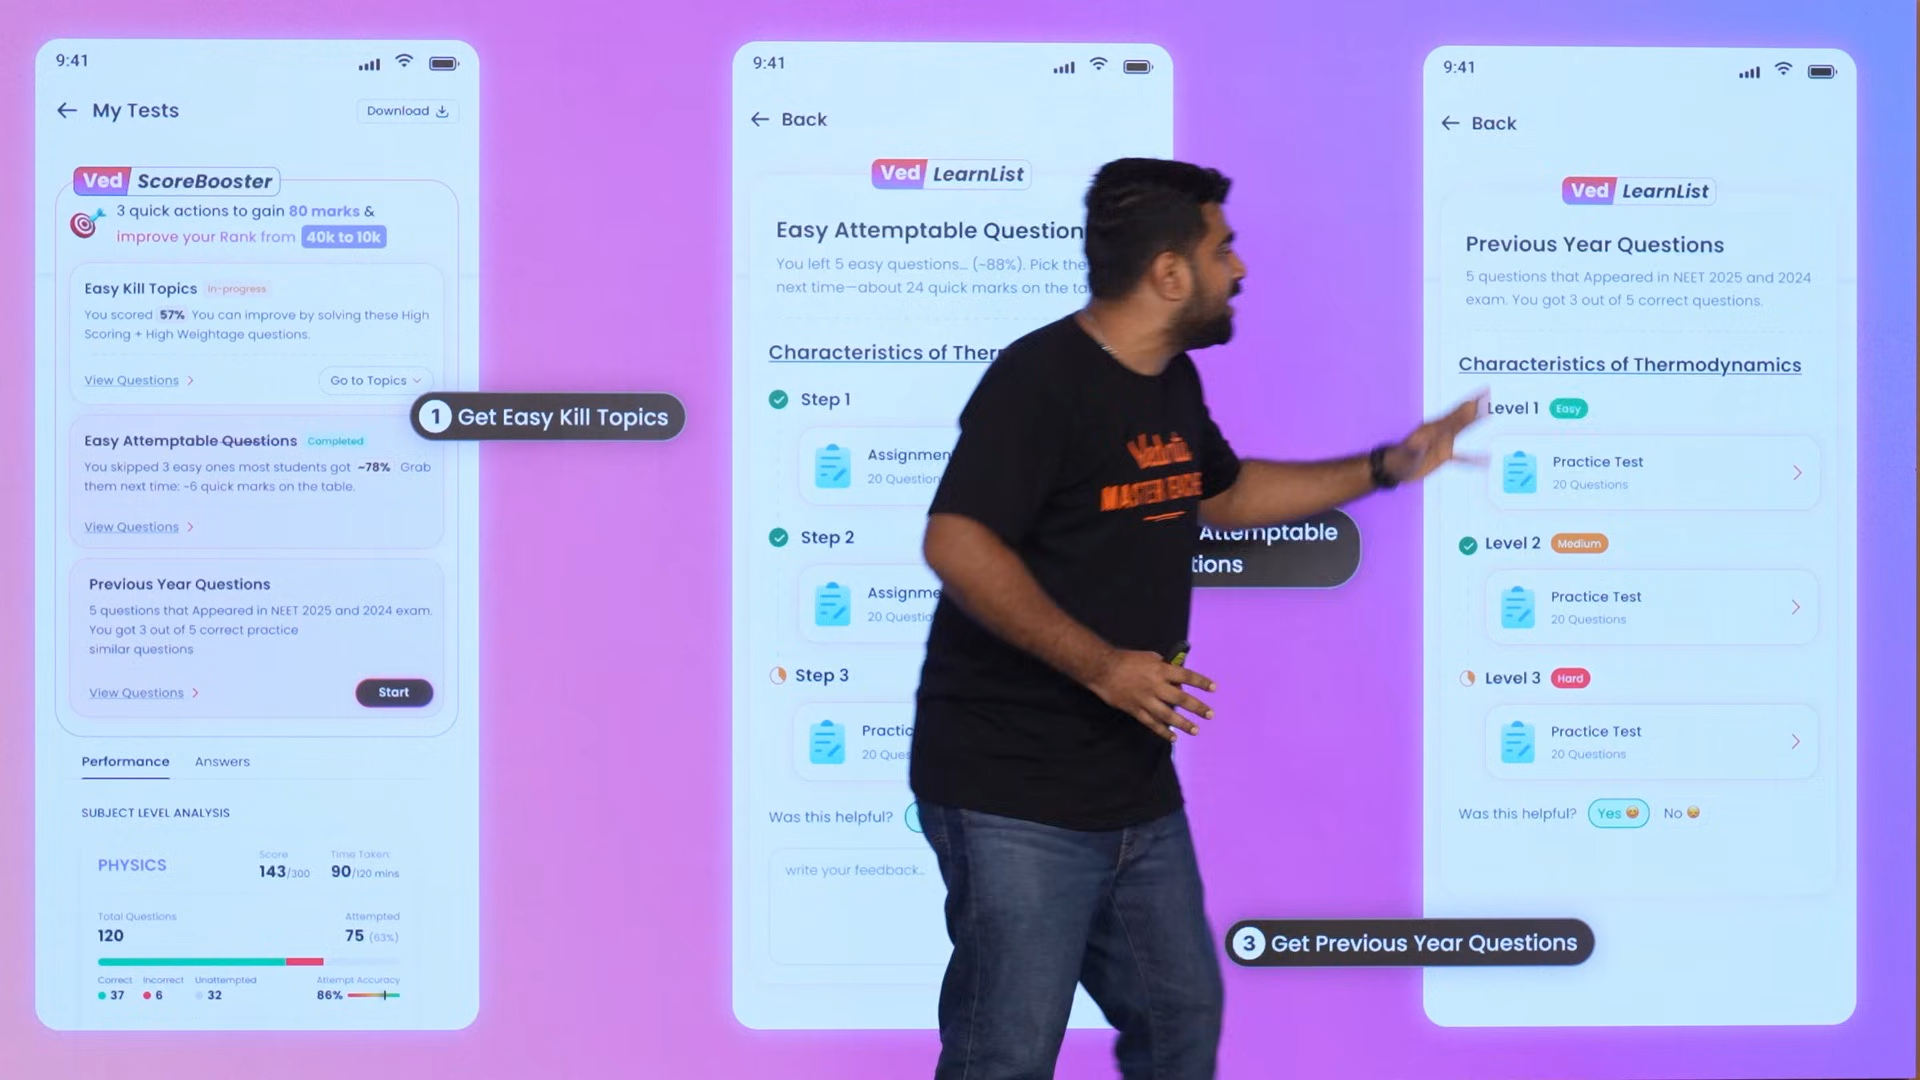 9:41
My Tests
Download
Ved ScoreBooster
3 quick actions to gain 80 marks &
improve your Rank from 40k to 10k
Easy Kill Topics In-progress
You scored 57% You can improve by solving these High
Scoring + High Weightage questions.
View Questions
Go to Topics
Easy Attemptable Questions Completed
You skipped 3 easy ones most students got ~78% Grab
them next time: ~6 quick marks on the table.
View Questions
Previous Year Questions
5 questions that Appeared in NEET 2025 and 2024 exam.
You got 3 out of 5 correct practice
similar questions
View Questions
Start
Performance Answers
SUBJECT LEVEL ANALYSIS
PHYSICS
Score
143/300
Time Taken:
90/120 mins
Total Questions
120
Attempted
75 (63%)
Correct Incorrect Unattempted
37 6 32
Attempt Accuracy
86%
1 Get Easy Kill Topics
9:41
Back
Ved LearnList
Easy Attemptable Question
You left 5 easy questions... (~88%). Pick the
next time—about 24 quick marks on the ta
Characteristics of Ther
Step 1
Assignmen
20 Question
Step 2
Assignme
20 Questio
Step 3
Practic
20 Ques
Was this helpful?
write your feedback...
MASTER
Attemptable
tions
9:41
Back
Ved LearnList
Previous Year Questions
5 questions that Appeared in NEET 2025 and 2024
exam. You got 3 out of 5 correct questions.
Characteristics of Thermodynamics
Level 1 Easy
Practice Test
20 Questions
Level 2 Medium
Practice Test
20 Questions
Level 3 Hard
Practice Test
20 Questions
Was this helpful? Yes No
3 Get Previous Year Questions